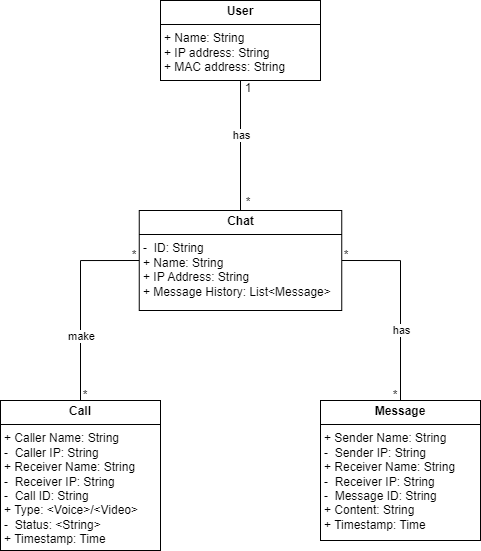 User
+ Name: String
+ IP address: String
+ MAC address: String
1
has
*
Chat
- ID: String
+ Name: String
+ IP Address: String
+ Message History: List<Message>
*
*
make
has
*
*
Call
+ Caller Name: String
- Caller IP: String
+ Receiver Name: String
- Receiver IP: String
- Call ID: String
+ Type: <Voice>/<Video>
- Status: <String>
+ Timestamp: Time
Message
+ Sender Name: String
- Sender IP: String
+ Receiver Name: String
- Receiver IP: String
- Message ID: String
+ Content: String
+ Timestamp: Time